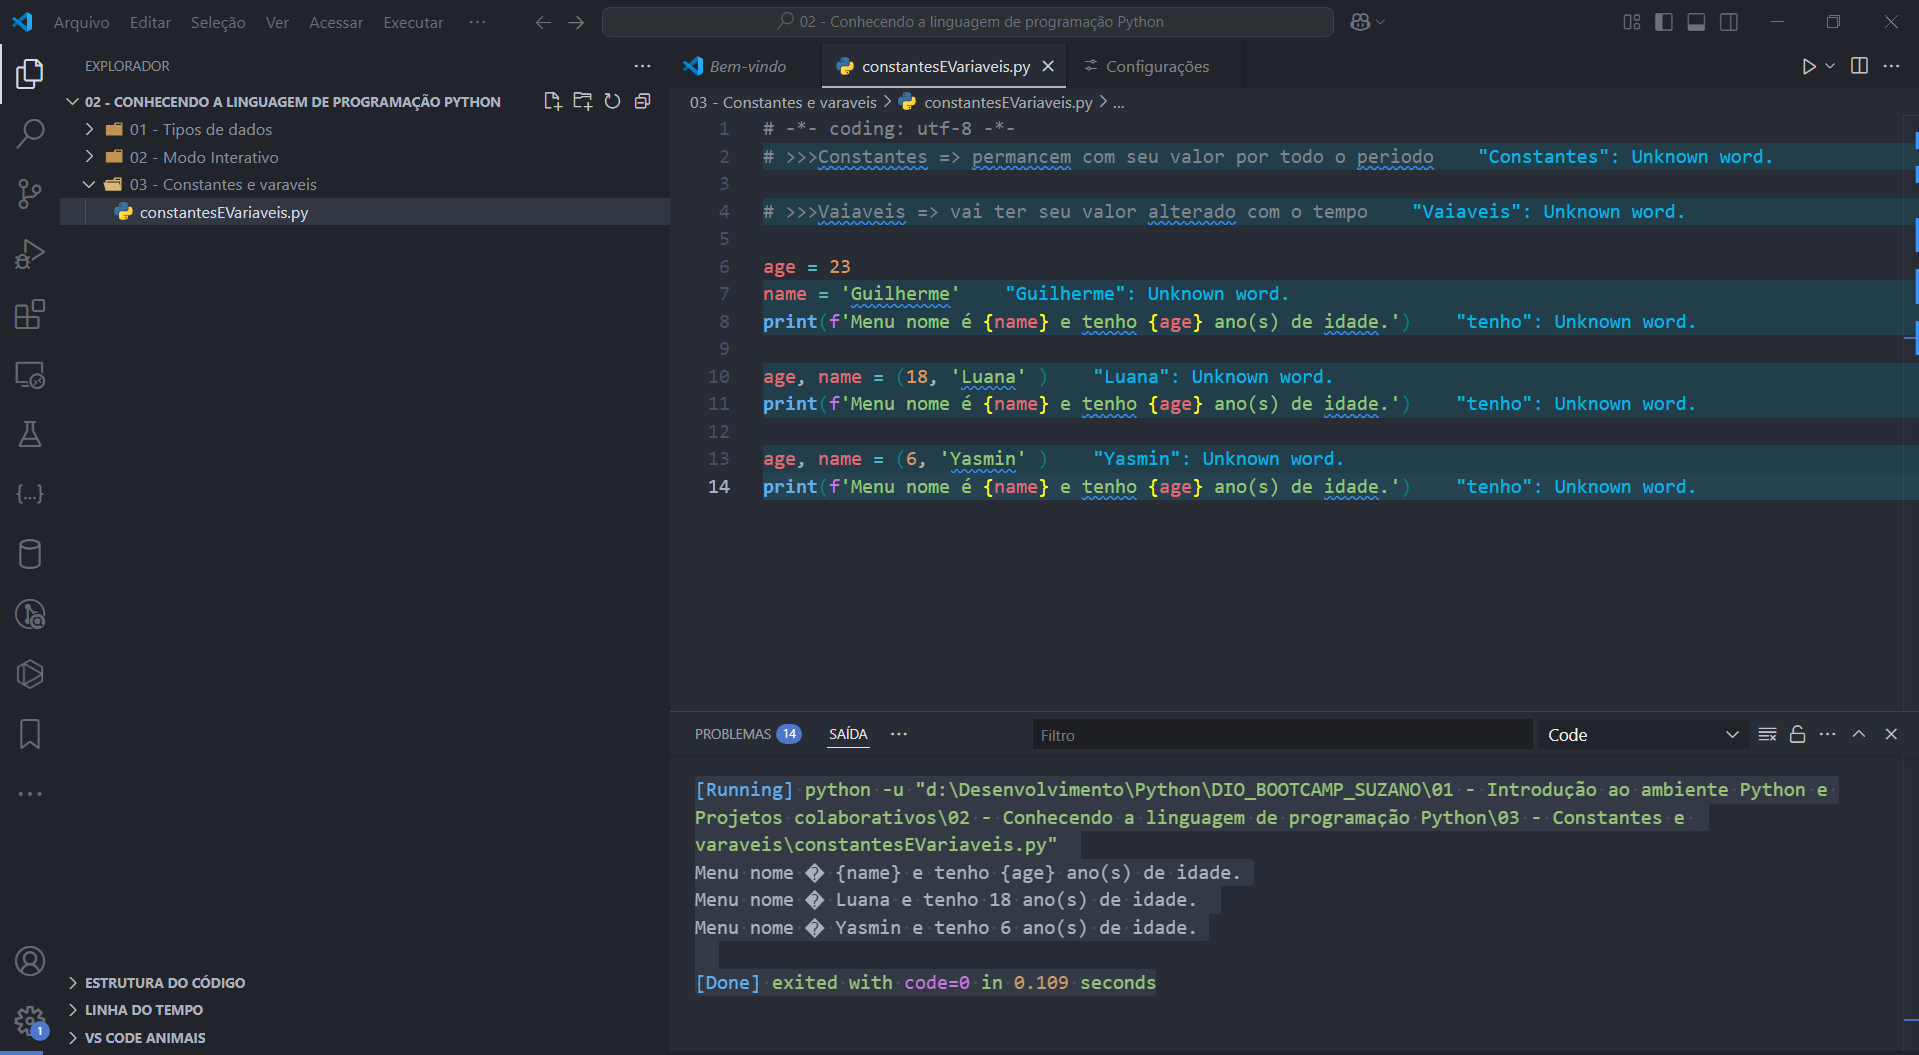 Arquivo Editar Seleção Ver Acessar Executar ··· 02 - Conhecendo a linguagem de programação Python
EXPLORADOR ···
02 - CONHECENDO A LINGUAGEM DE PROGRAMAÇÃO PYTHON
01 - Tipos de dados
02 - Modo Interativo
03 - Constantes e varaveis
constantesEVariaveis.py
ESTRUTURA DO CÓDIGO
LINHA DO TEMPO
VS CODE ANIMAIS
1
Bem-vindo constantesEVariaveis.py Configurações
03 - Constantes e varaveis > constantesEVariaveis.py > ...
1 # -*- coding: utf-8 -*-
2 # >>>Constantes => permancem com seu valor por todo o periodo "Constantes": Unknown word.
3
4 # >>>Vaiaveis => vai ter seu valor alterado com o tempo "Vaiaveis": Unknown word.
5
6 age = 23
7 name = 'Guilherme' "Guilherme": Unknown word.
8 print(f'Menu nome é {name} e tenho {age} ano(s) de idade.') "tenho": Unknown word.
9
10 age, name = (18, 'Luana' ) "Luana": Unknown word.
11 print(f'Menu nome é {name} e tenho {age} ano(s) de idade.') "tenho": Unknown word.
12
13 age, name = (6, 'Yasmin' ) "Yasmin": Unknown word.
14 print(f'Menu nome é {name} e tenho {age} ano(s) de idade.') "tenho": Unknown word.
PROBLEMAS 14 SAÍDA ··· Filtro Code
[Running] python -u "d:\Desenvolvimento\Python\DIO_BOOTCAMP_SUZANO\01 - Introdução ao ambiente Python e
Projetos colaborativos\02 - Conhecendo a linguagem de programação Python\03 - Constantes e
varaveis\constantesEVariaveis.py"
Menu nome � {name} e tenho {age} ano(s) de idade.
Menu nome � Luana e tenho 18 ano(s) de idade.
Menu nome � Yasmin e tenho 6 ano(s) de idade.
[Done] exited with code=0 in 0.109 seconds